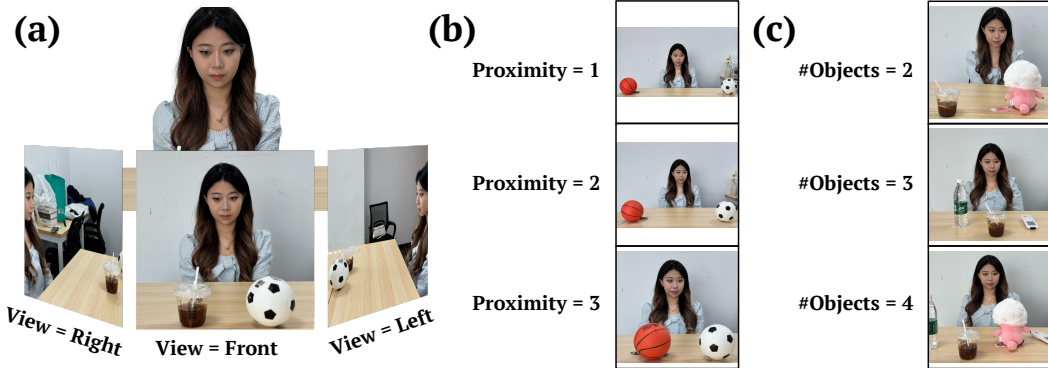 (a)
View = Right
View = Front
View = Left
(b)
Proximity = 1
Proximity = 2
Proximity = 3
(c)
#Objects = 2
#Objects = 3
#Objects = 4